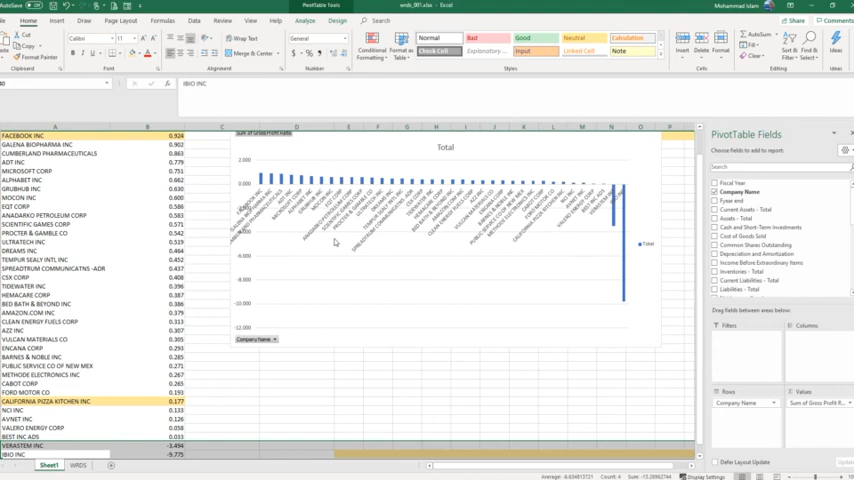 AutoSave Off
PivotTable Tools
wrds_001.xlsx - Excel
Mohammad Islam
Home Insert Draw Page Layout Formulas Data Review View Help Analyze Design Search
Share Comments
Cut
Copy
Format Painter
Clipboard
Calibri 11
Font
Wrap Text
Merge & Center
Alignment
General
Number
Conditional Formatting
Format as Table
Normal Bad Good Neutral Calculation
Check Cell Explanatory... Input Linked Cell Note
Styles
Insert Delete Format
Cells
AutoSum
Fill
Clear
Sort & Filter
Find & Select
Editing
Ideas
Ideas
IBIO INC
A B C D E F G H I J K L M N O P
FACEBOOK INC 0.924
GALENA BIOPHARMA INC 0.902
CUMBERLAND PHARMACEUTICALS 0.863
ADT INC 0.779
MICROSOFT CORP 0.751
ALPHABET INC 0.662
GRUBHUB INC 0.630
INOCON INC 0.600
EQT CORP 0.586
ANADARKO PETROLEUM CORP 0.583
SCIENTIFIC GAMES CORP 0.571
PROCTER & GAMBLE CO 0.542
ULTRATECH INC 0.519
DREAMS INC 0.464
TEMPUR SEALY INTL INC 0.452
SPREADTRUM COMMUNICATNS -ADR 0.437
CSX CORP 0.408
TIDEWATER INC 0.396
HEMACARE CORP 0.387
BED BATH & BEYOND INC 0.386
AMAZON.COM INC 0.379
CLEAN ENERGY FUELS CORP 0.313
AZZ INC 0.307
VULCAN MATERIALS CO 0.305
ENCANA CORP 0.293
BARNES & NOBLE INC 0.285
PUBLIC SERVICE CO OF NEW MEX 0.272
METHODE ELECTRONICS INC 0.267
CABOT CORP 0.265
FORD MOTOR CO 0.193
CALIFORNIA PIZZA KITCHEN INC 0.177
NCI INC 0.133
AVNET INC 0.126
VALERO ENERGY CORP 0.058
BEST INC ADS 0.033
VERASTEM INC -3.494
IBIO INC -9.775
Sum of Gross Profit Ratio
Total
2.000
0.000
-6.000
-8.000
-10.000
-12.000
Total
Company Name
PivotTable Fields
Choose fields to add to report:
Search
Fiscal Year
Company Name
Fyear end
Current Assets - Total
Assets - Total
Cash and Short-Term Investments
Cost of Goods Sold
Common Shares Outstanding
Depreciation and Amortization
Income Before Extraordinary Items
Inventories - Total
Current Liabilities - Total
Liabilities - Total
Drag fields between areas below:
Filters Columns
Rows Values
Company Name Sum of Gross Profit R...
Defer Layout Update Update
Sheet1 WRDS
Count: 4
Display Settings